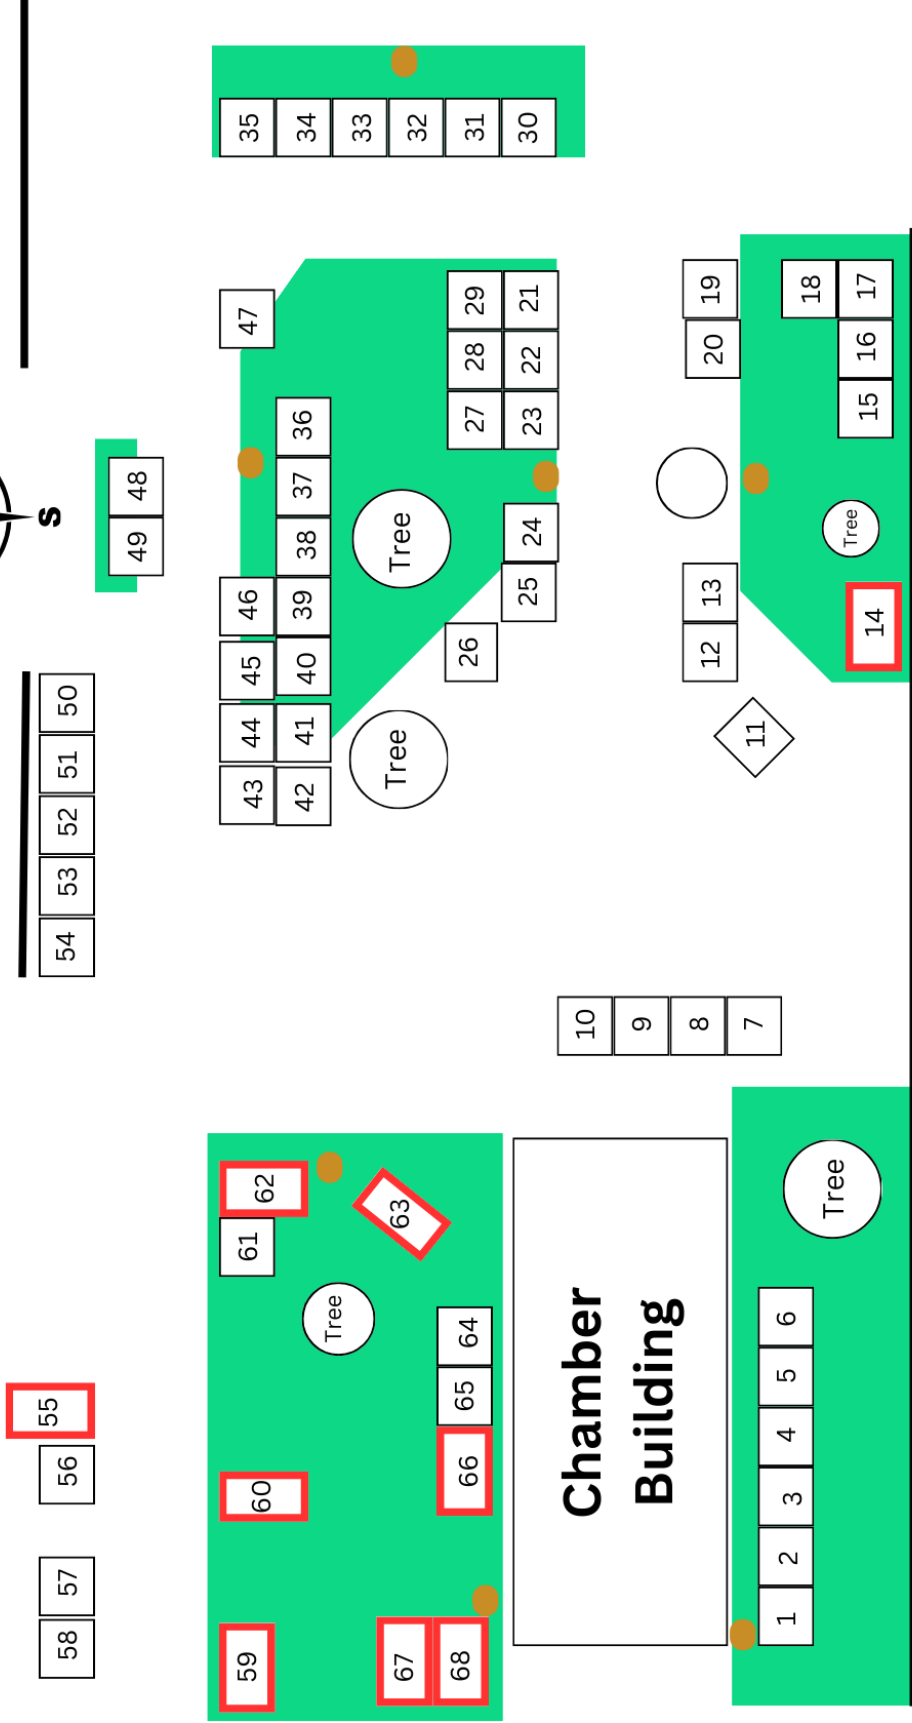 S
58 57 56 55 54 53 52 51 50
49 48
59 60 61 62 43 44 45 46 47 35
42 41 40 39 38 37 36 34
Tree
Tree
Tree
33
67 63 32
68 66 65 64 26 27 28 29 31
25 24 23 22 21 30
Chamber
Building
10 9 8 7
12 13 20 19
11
1 2 3 4 5 6
Tree
18
14
Tree
15 16 17